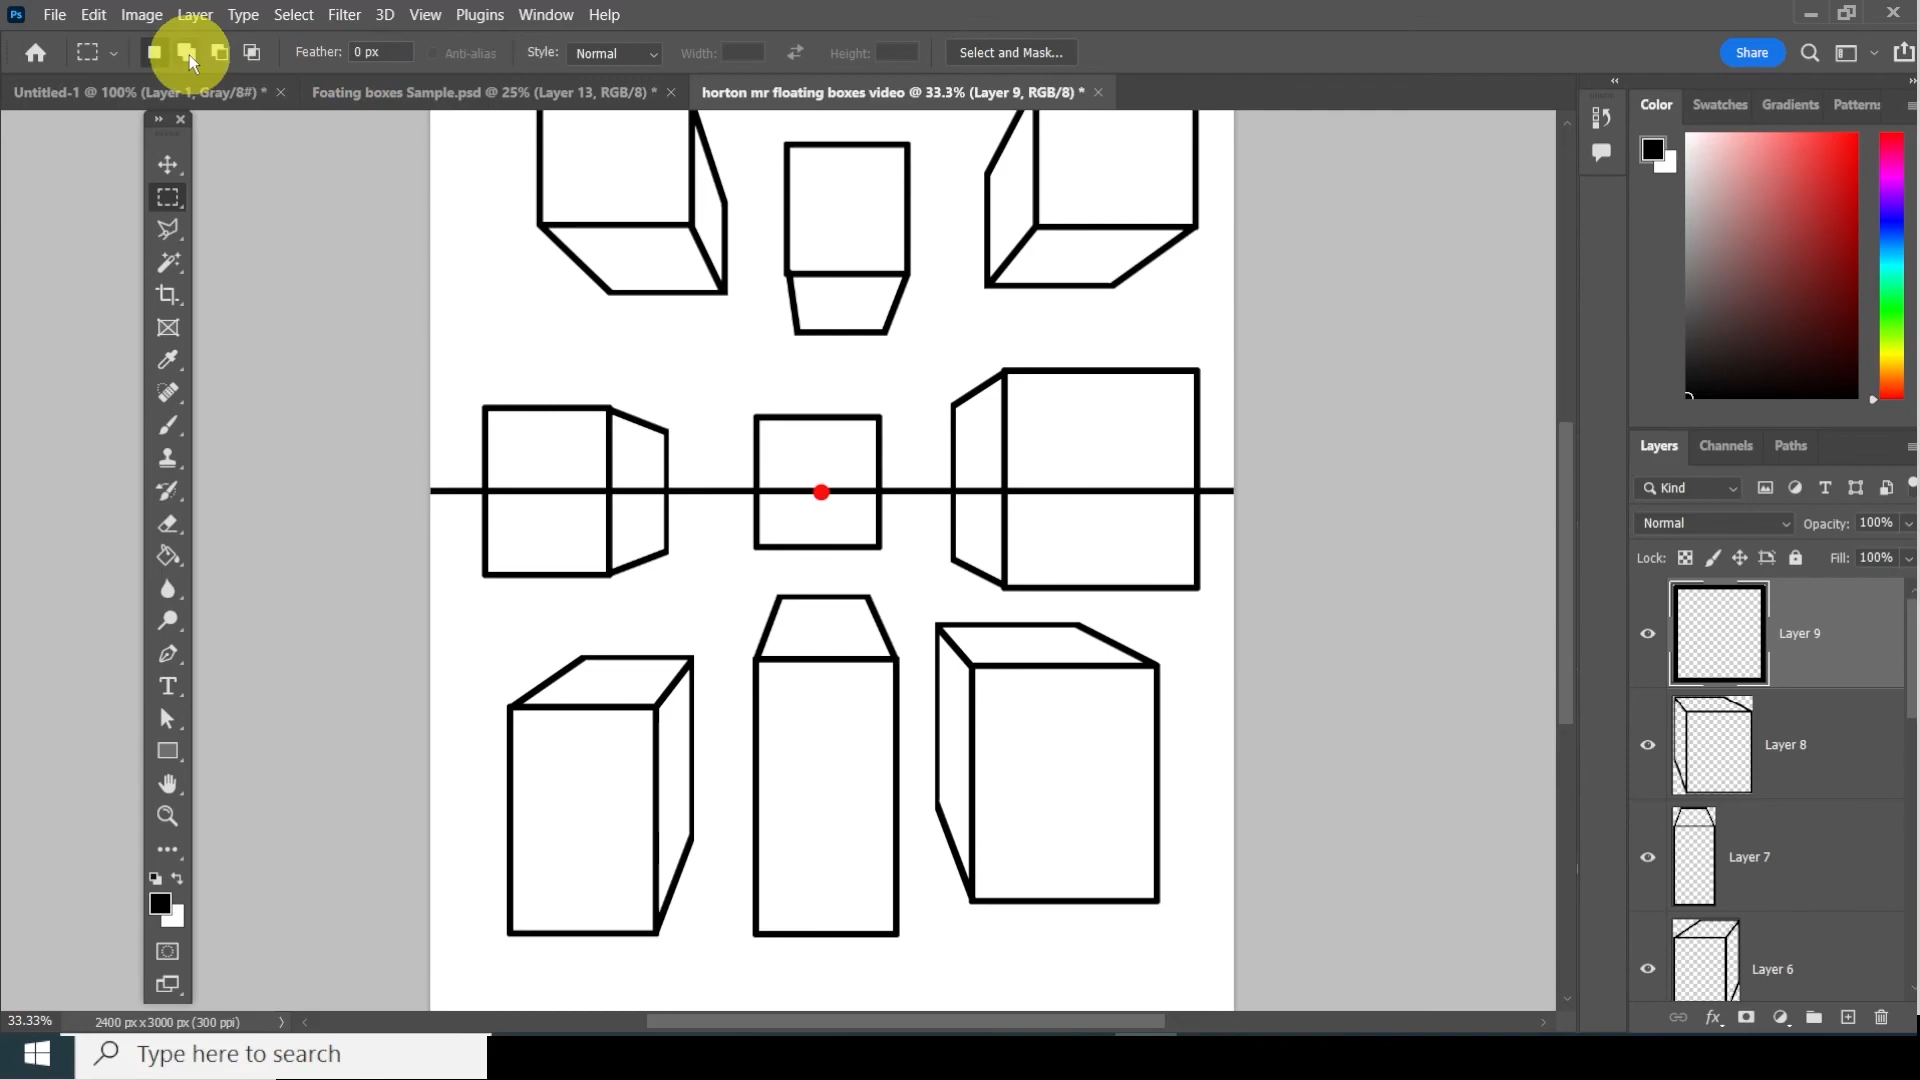 Ps File Edit Image Layer Type Select Filter 3D View Plugins Window Help
Feather: 0 px Anti-alias Style: Normal Width: Height: Select and Mask... Share
Untitled-1 @ 100% (Layer 1, Gray/8#) * Foating boxes Sample.psd @ 25% (Layer 13, RGB/8) * horton mr floating boxes video @ 33.3% (Layer 9, RGB/8) *
Color Swatches Gradients Patterns
Layers Channels Paths
Kind
Normal Opacity: 100%
Lock: Fill: 100%
Layer 9
Layer 8
Layer 7
Layer 6
33.33% 2400 px x 3000 px (300 ppi)
Type here to search